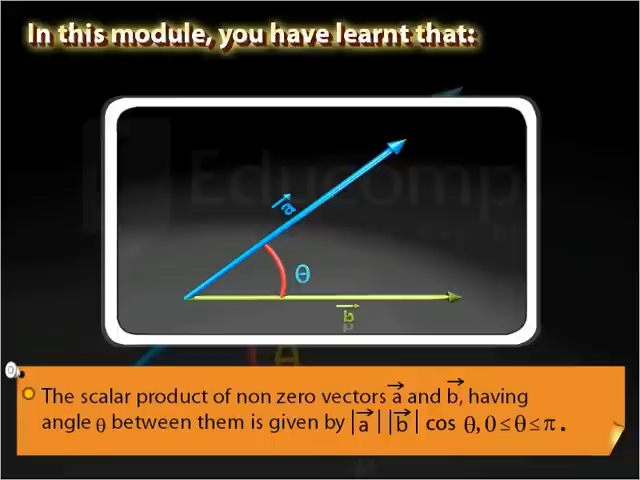 In this module, you have learnt that:
Educomp
a
θ
b
The scalar product of non zero vectors a⃗ and b⃗, having
angle θ between them is given by |a⃗| |b⃗| cos θ, 0 ≤ θ ≤ π.